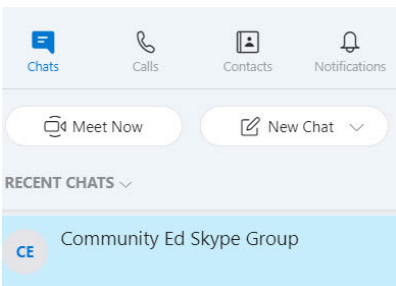 Chats Calls Contacts Notifications
Meet Now New Chat
RECENT CHATS
CE Community Ed Skype Group